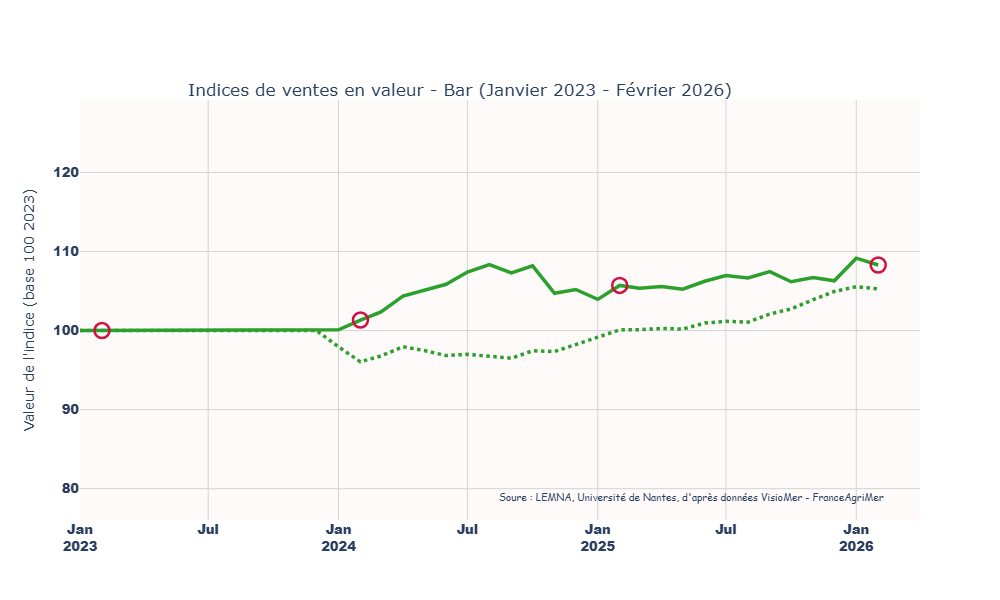 Indices de ventes en valeur - Bar (Janvier 2023 - Février 2026)
Valeur de l'Indice (base 100 2023)
120
110
100
90
80
Soure : LEMNA, Université de Nantes, d'après données VisioMer - FranceAgriMer
Jan Jul Jan Jul Jan Jul Jan
2023 2024 2025 2026